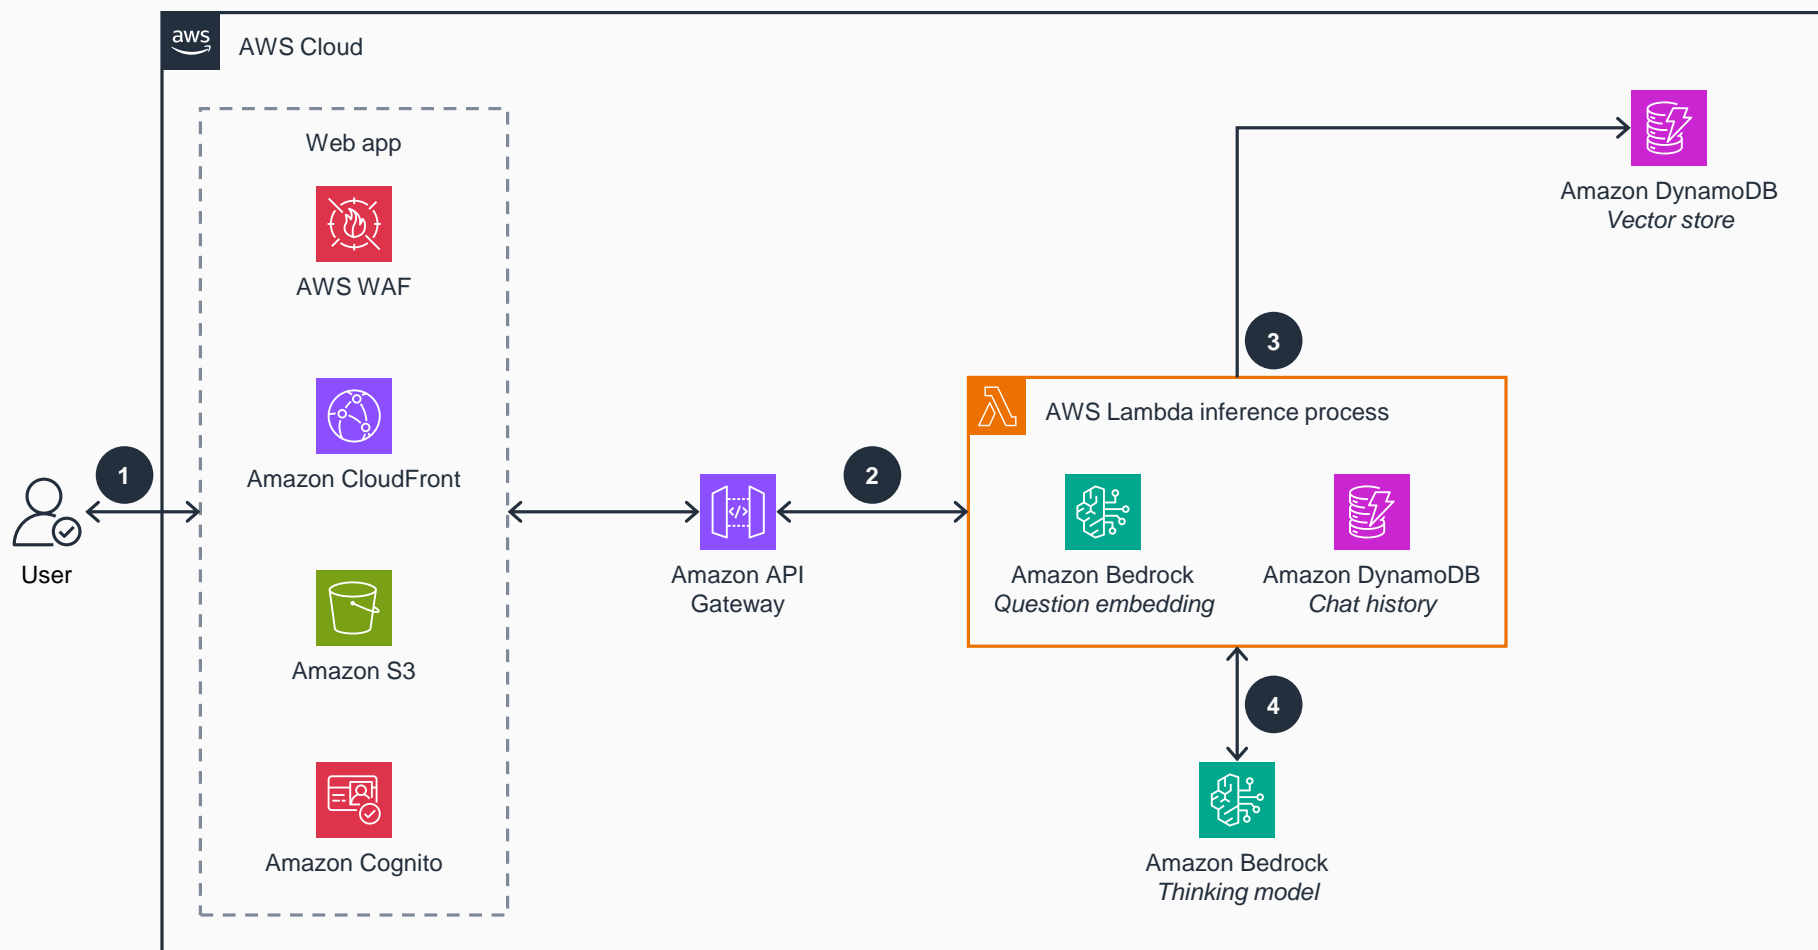 aws
AWS Cloud
Web app
AWS WAF
Amazon CloudFront
Amazon S3
Amazon Cognito
1
User
Amazon API
Gateway
2
3
AWS Lambda inference process
Amazon Bedrock
Question embedding
Amazon DynamoDB
Chat history
4
Amazon Bedrock
Thinking model
Amazon DynamoDB
Vector store